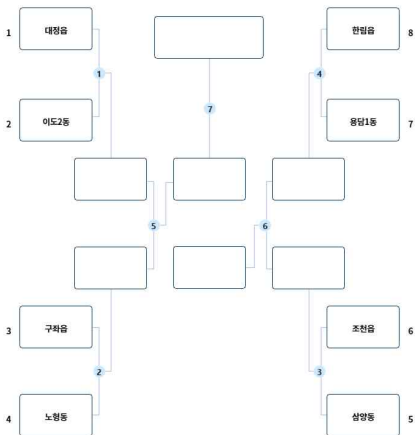 1 대정읍 한림읍 8
1 4
2 이도2동 용담1동 7
7
5 6
3 구좌읍 조천읍 6
2 3
4 노형동 삼양동 5